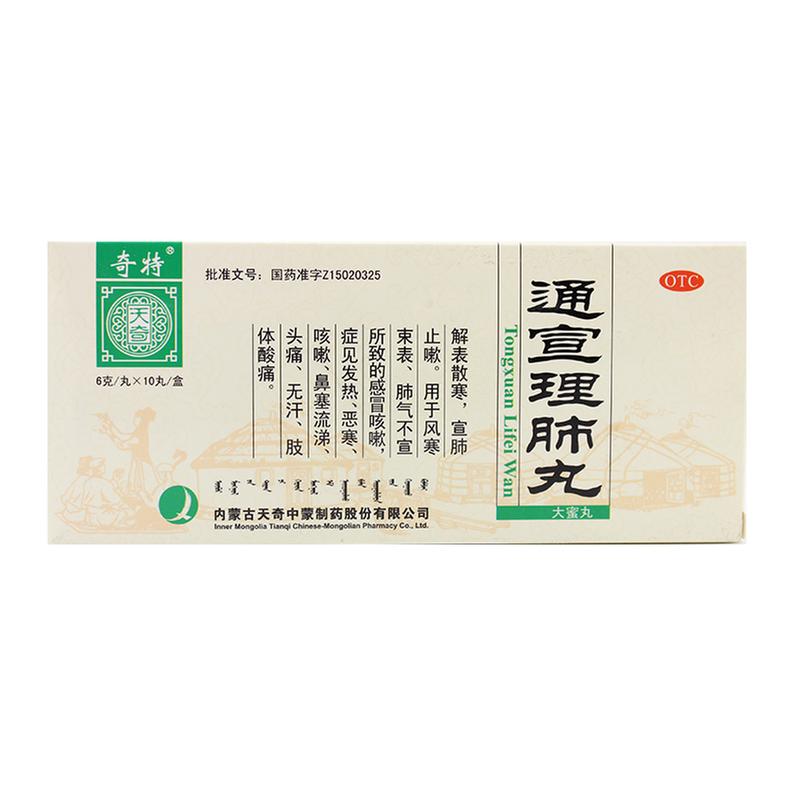 奇特®
天奇
6克/丸×10丸/盒
批准文号：国药准字Z15020325
解表散寒，宣肺
止嗽。用于风寒
束表、肺气不宣
所致的感冒咳嗽，
症见发热、恶寒、
咳嗽、鼻塞流涕、
头痛、无汗、肢
体酸痛。
内蒙古天奇中蒙制药股份有限公司
Inner Mongolia Tianqi Chinese-Mongolian Pharmacy Co., Ltd.
通宣理肺丸
Tongxuan Lifei Wan
大蜜丸
OTC